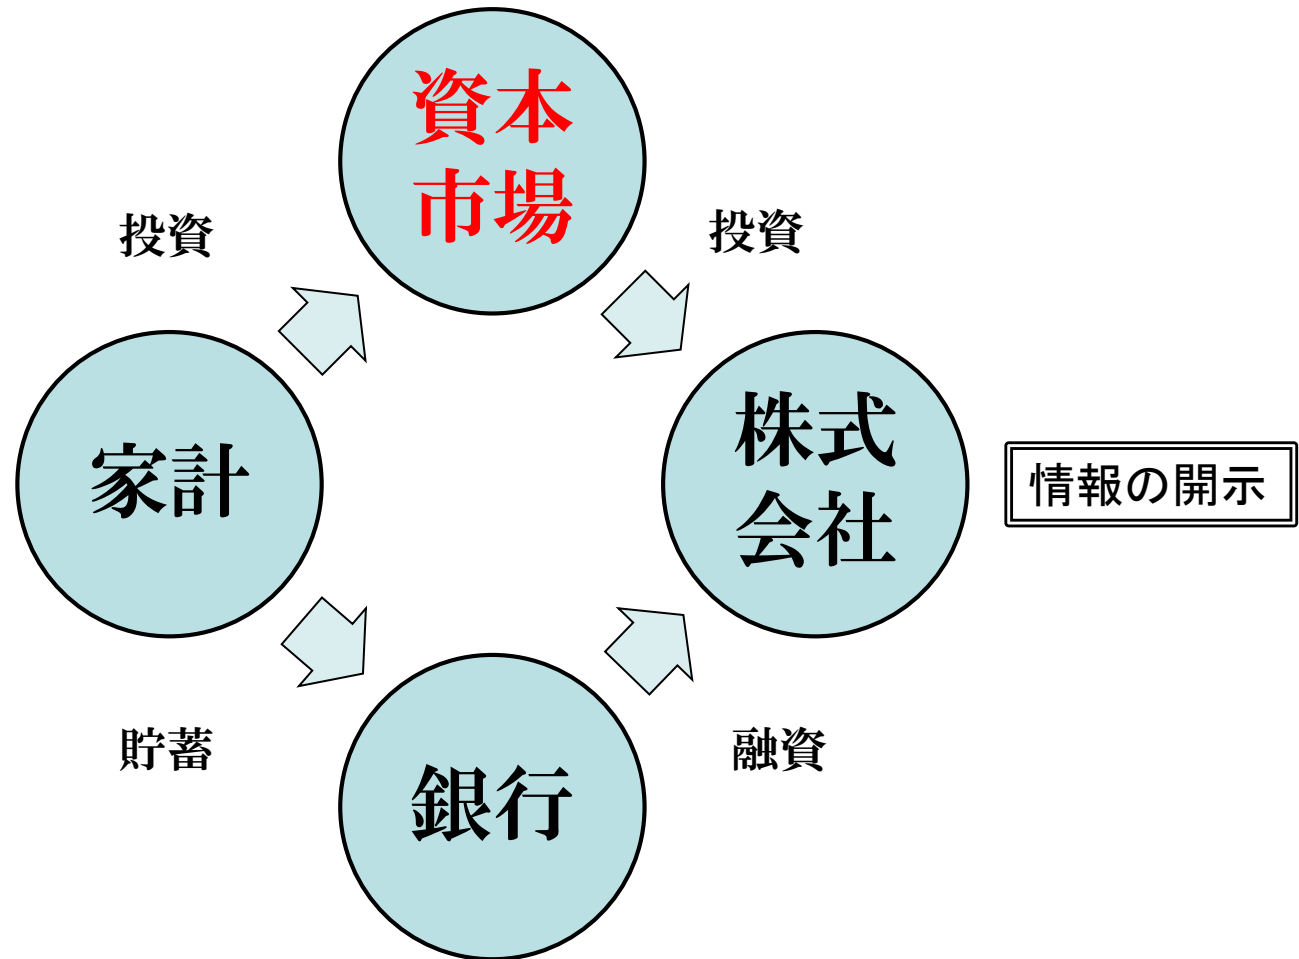 資本
市場
投資
投資
家計
株式
会社
情報の開示
貯蓄
融資
銀行